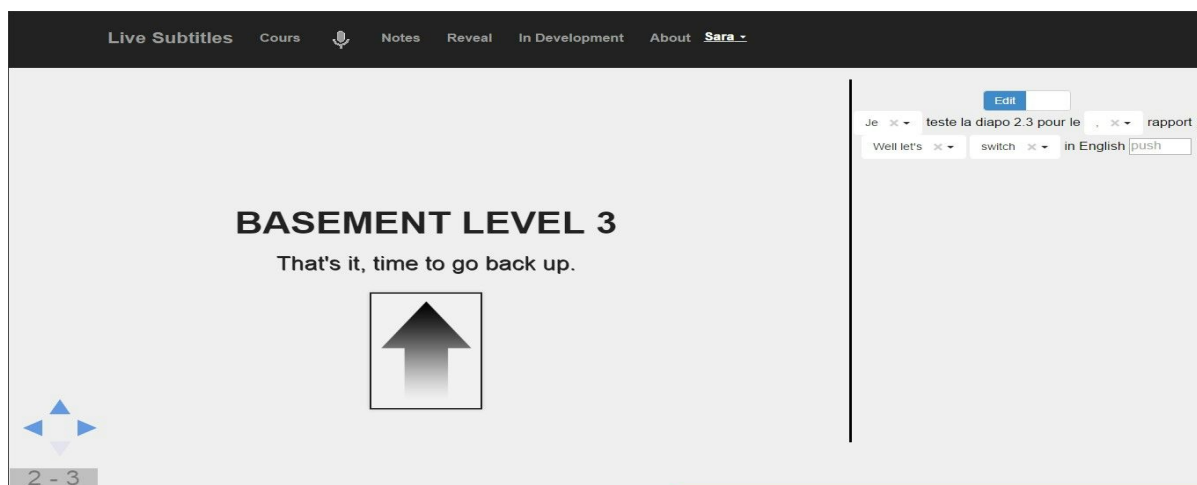 Live Subtitles Cours Notes Reveal In Development About Sara
Edit
Je teste la diapo 2.3 pour le , rapport
Well let's switch in English push
BASEMENT LEVEL 3
That's it, time to go back up.
2 - 3